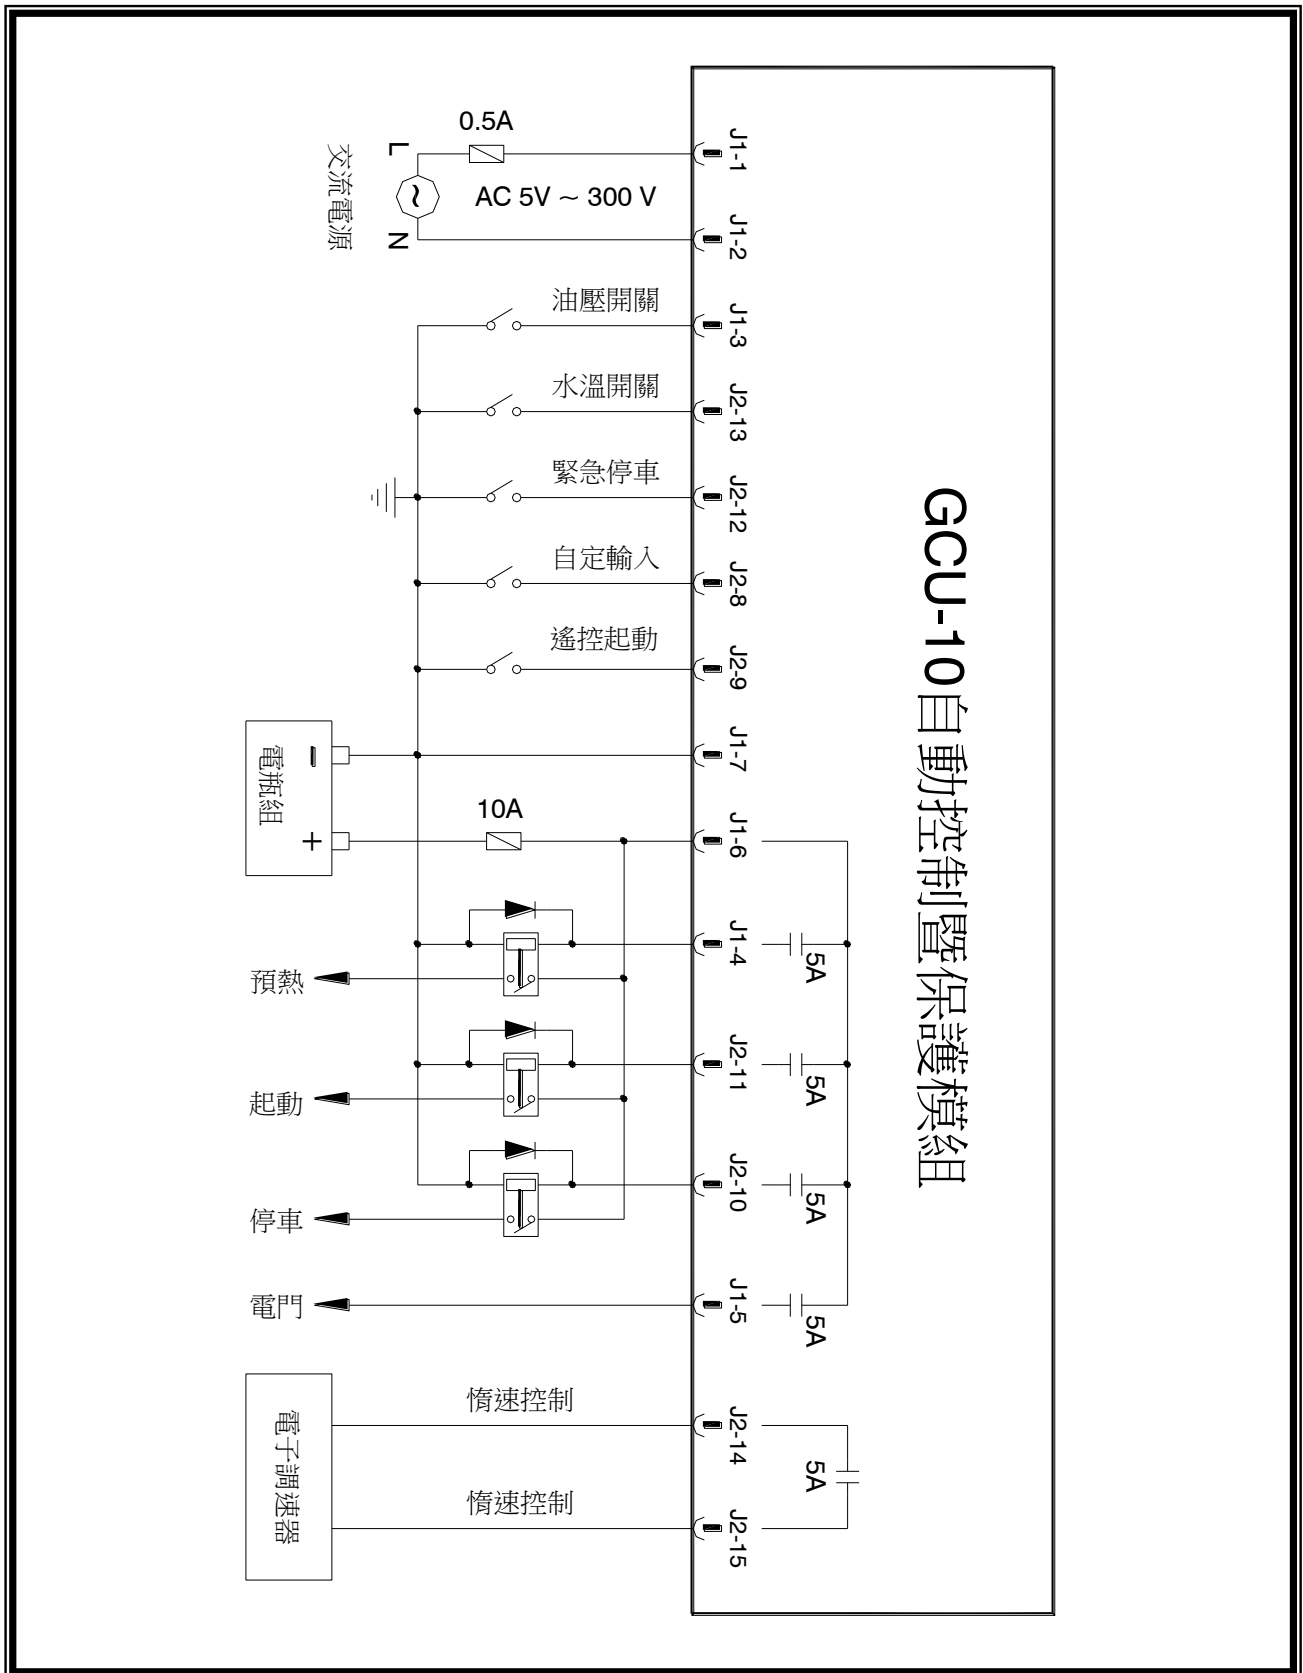 0.5A
L
交流電源
AC 5V ~ 300 V
N
J1-1
J1-2
油壓開關
J1-3
水溫開關
J2-13
緊急停車
J2-12
自定輸入
J2-8
遙控起動
J2-9
GCU-10自動控制暨保護模組
J1-7
電瓶組
-
+
10A
J1-6
J1-4
5A
預熱
J2-11
5A
起動
J2-10
5A
停車
J1-5
5A
電門
惰速控制
J2-14
5A
電子調速器
惰速控制
J2-15